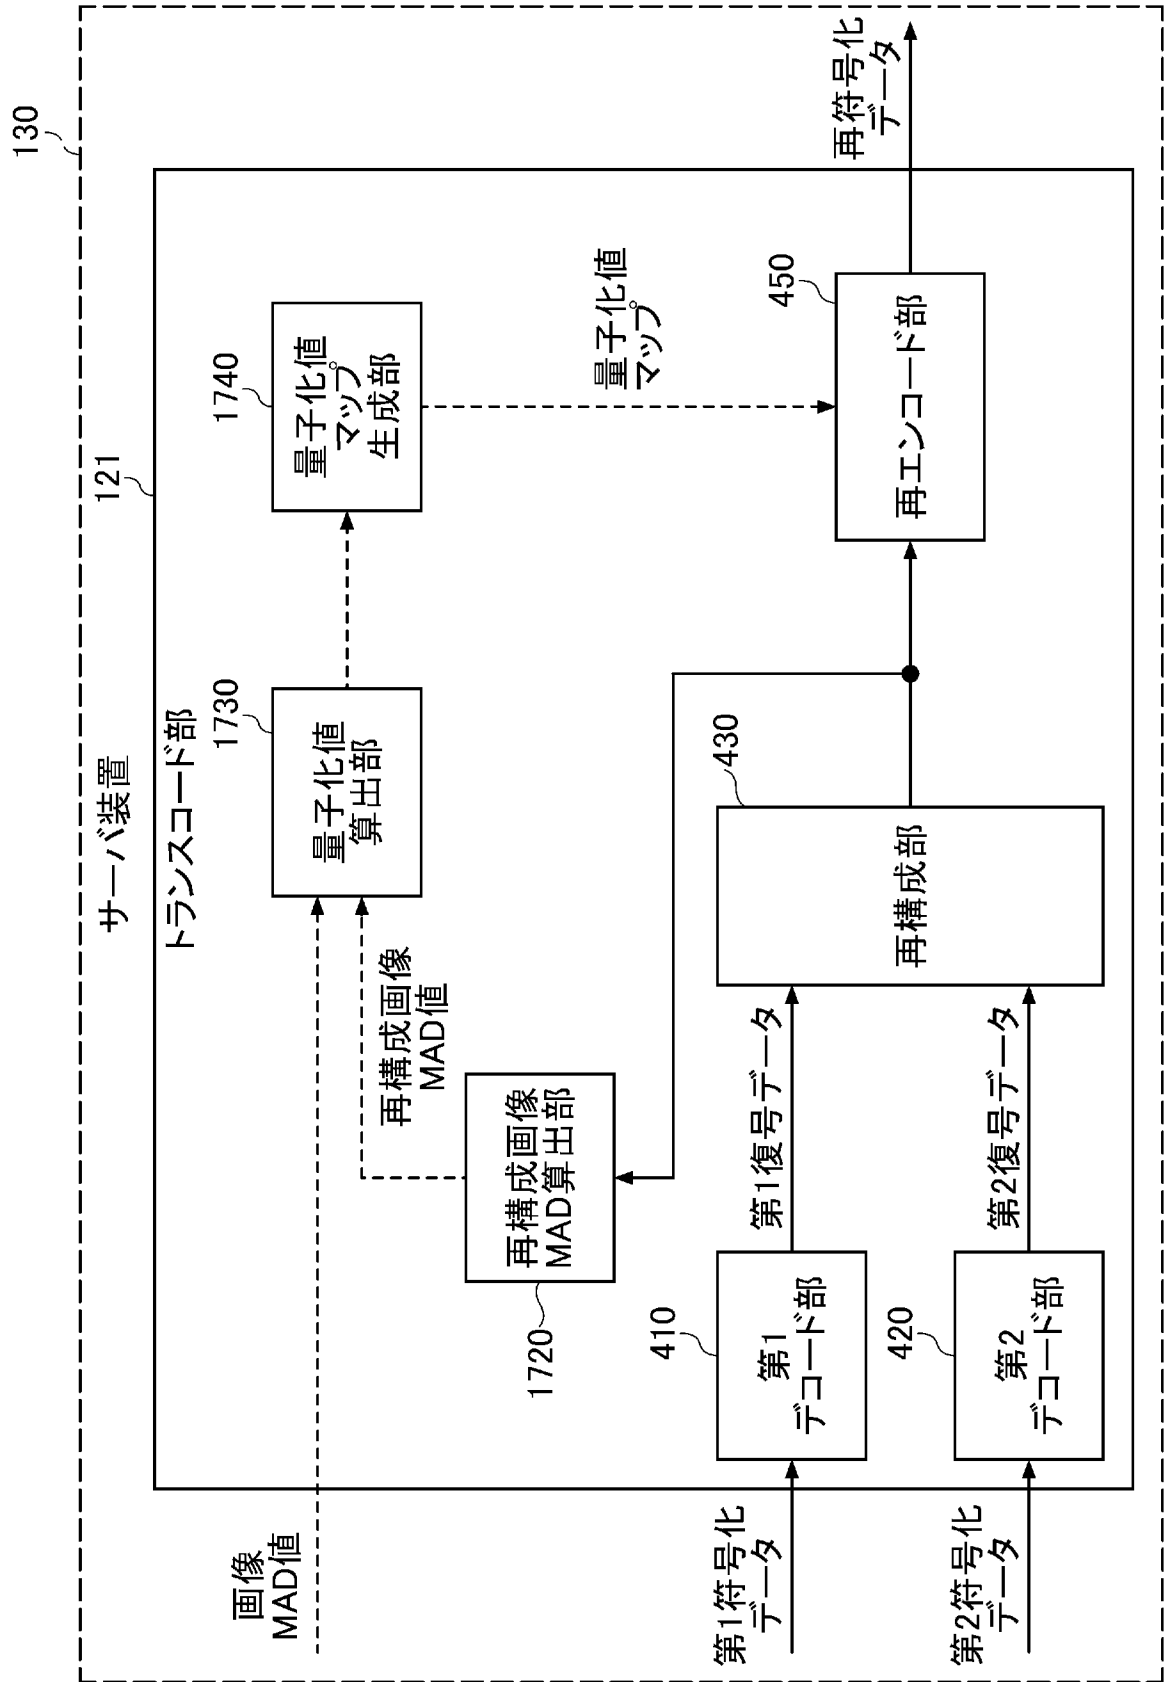 130
サーバ装置
121
トランスコード部
画像
MAD値
1730
量子化値
算出部
1740
量子化値
マップ
生成部
再構成画像
MAD値
再構成画像
MAD算出部
1720
量子化値
マップ
410
第1
デコード部
第1符号化
データ
第1復号データ
420
第2
デコード部
第2符号化
データ
第2復号データ
430
再構成部
450
再エンコード部
再符号化
データ